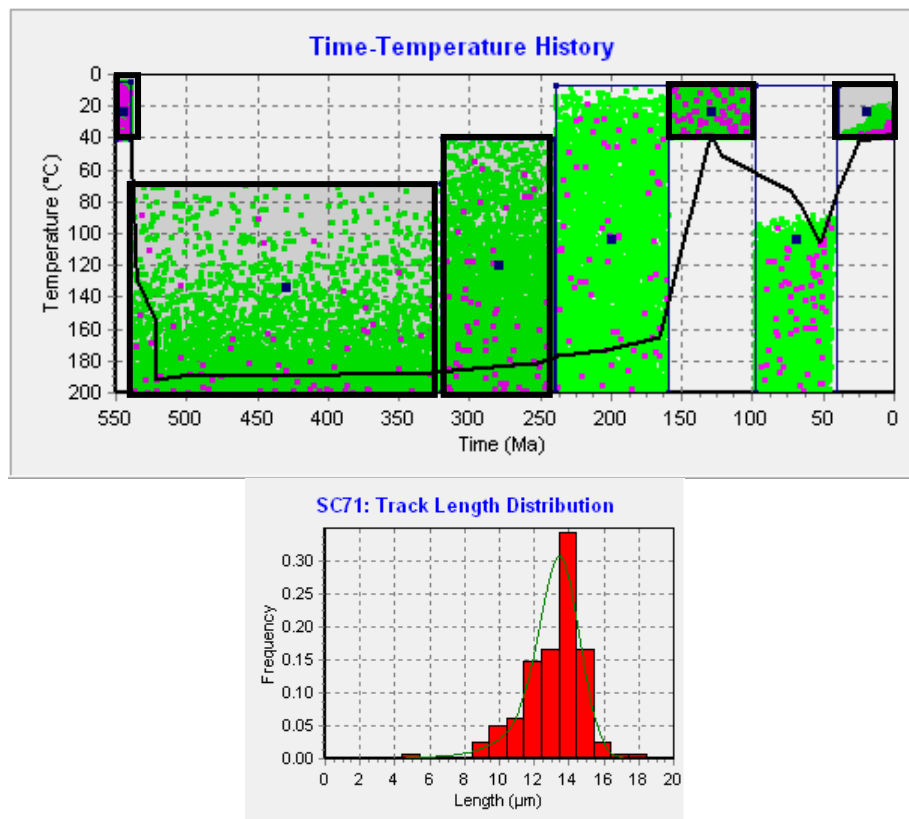 Time-Temperature History
0
20
40
60
80
100
120
140
160
180
200
Temperature (°C)
550 500 450 400 350 300 250 200 150 100 50 0
Time (Ma)
SC71: Track Length Distribution
0.30
0.25
0.20
0.15
0.10
0.05
0.00
Frequency
0 2 4 6 8 10 12 14 16 18 20
Length (µm)